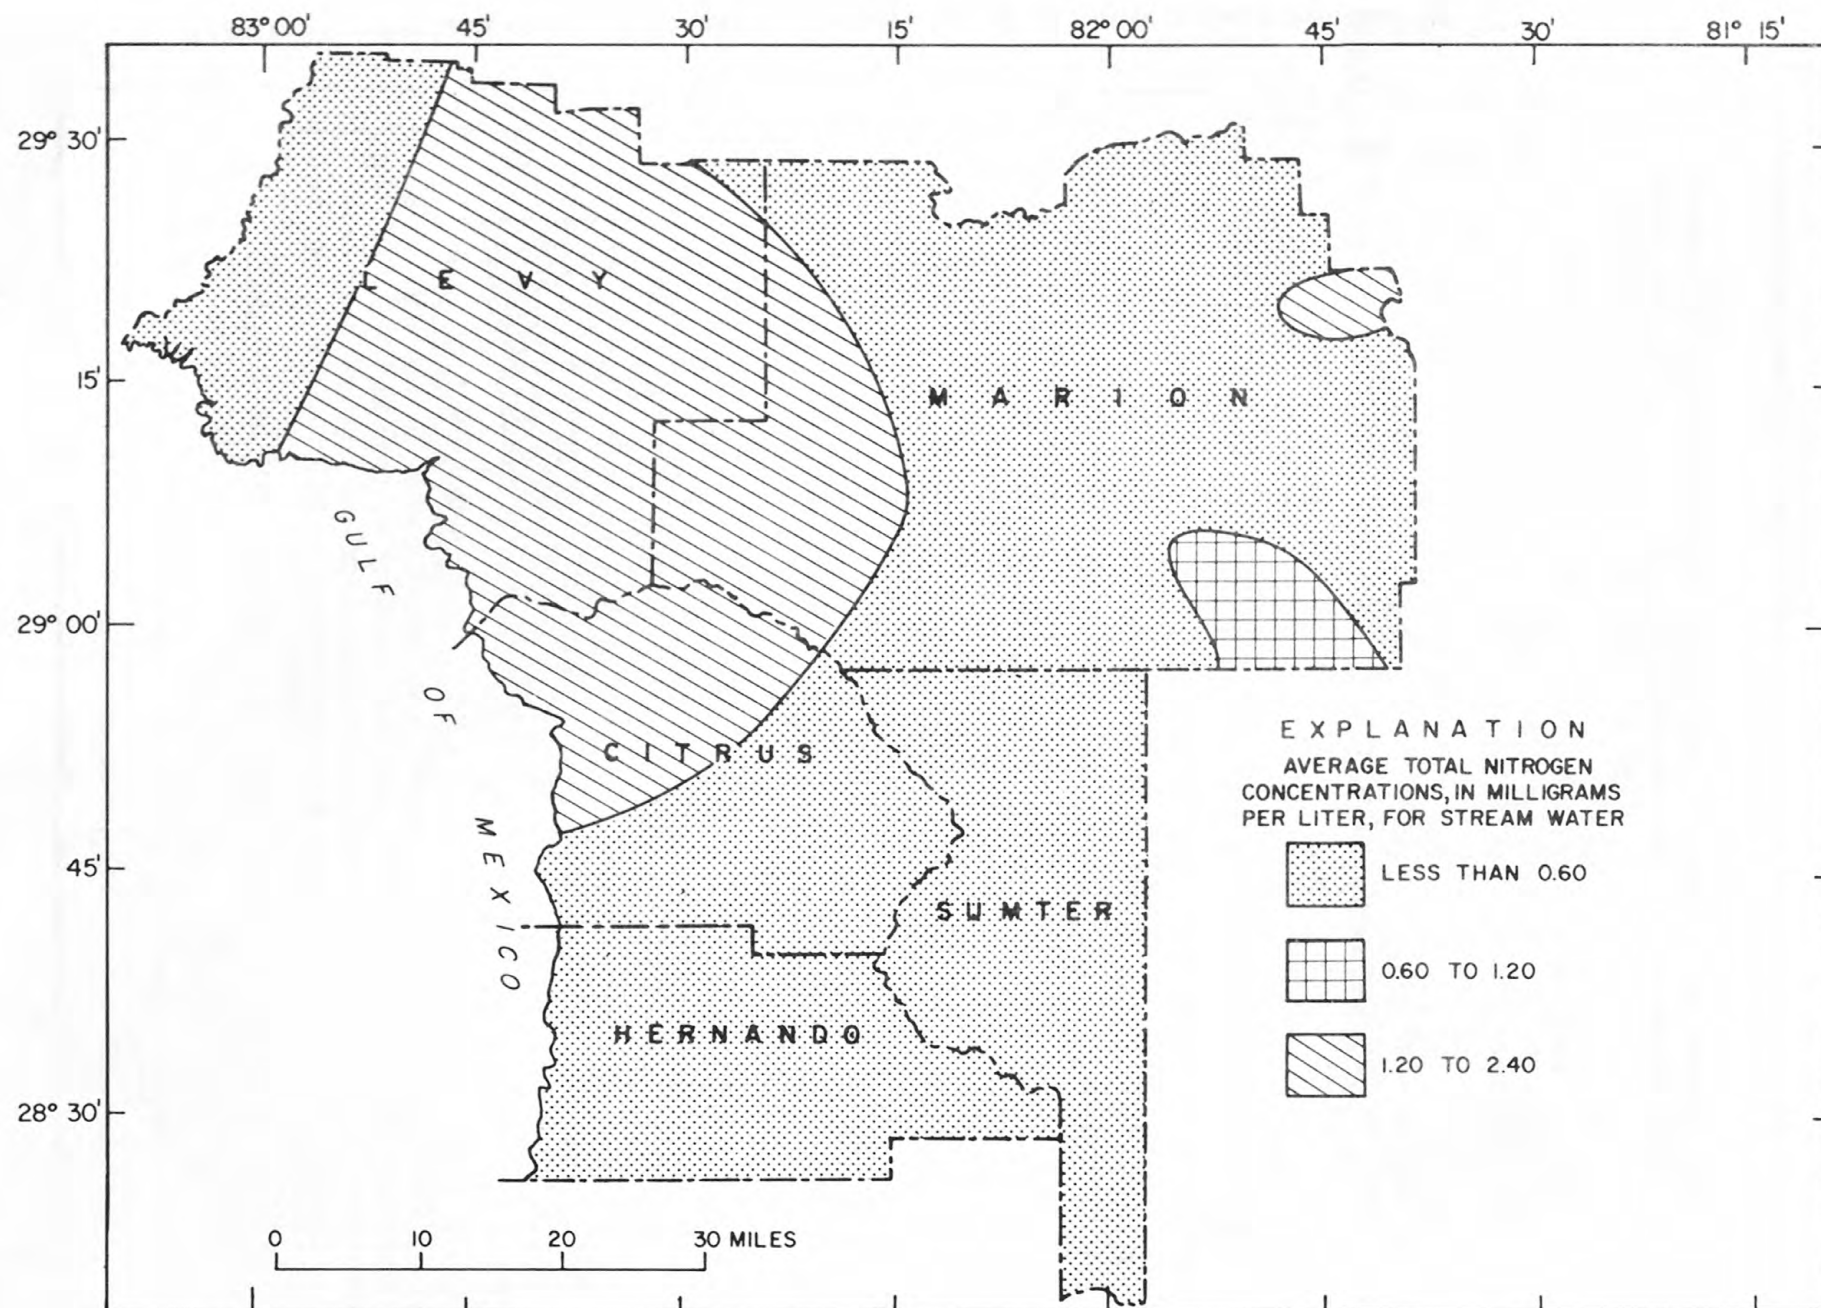 83° 00' 45' 30' 15' 82° 00' 45' 30' 81° 15'
29° 30'
15'
29° 00'
45'
28° 30'
LEVY
MARION
CITRUS
SUMTER
HERNANDO
GULF
OF
MEXICO
EXPLANATION
AVERAGE TOTAL NITROGEN
CONCENTRATIONS, IN MILLIGRAMS
PER LITER, FOR STREAM WATER
LESS THAN 0.60
0.60 TO 1.20
1.20 TO 2.40
0 10 20 30 MILES